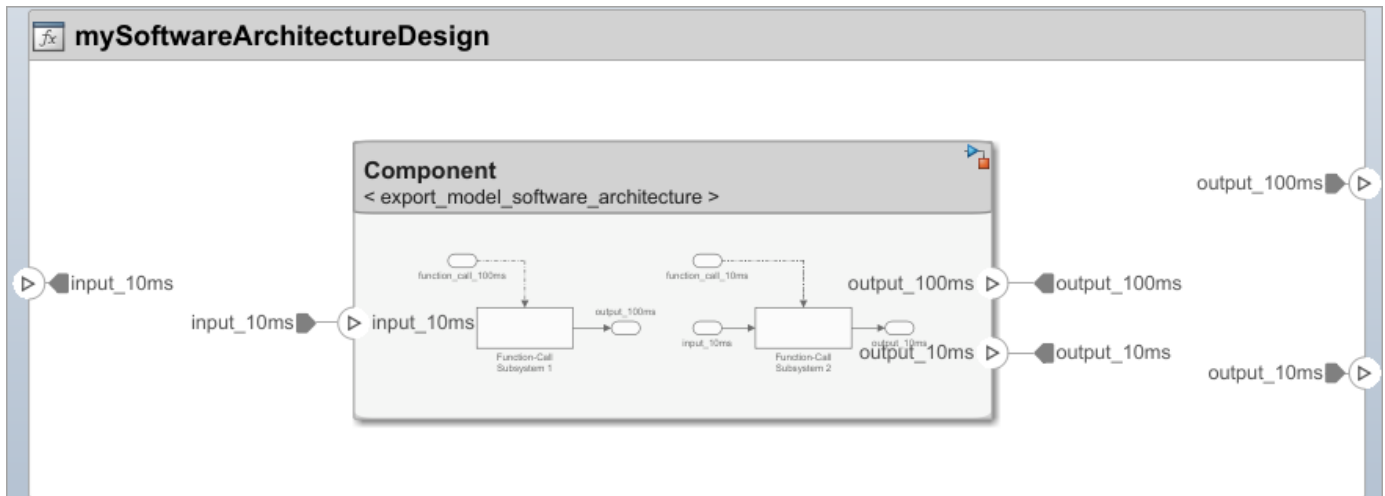 fx mySoftwareArchitectureDesign
Component
< export_model_software_architecture >
output_100ms
input_10ms
function_call_100ms
function_call_10ms
output_100ms
output_100ms
input_10ms
input_10ms
output_100ms
input_10ms
output_10ms
output_10ms
output_10ms
Function-Call
Subsystem 1
Function-Call
Subsystem 2
output_10ms